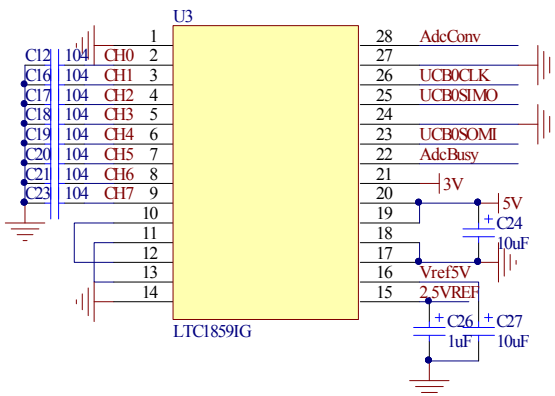 U3
1 28 AdcConv
C12 104 CH0 2 27
C16 104 CH1 3 26 UCB0CLK
C17 104 CH2 4 25 UCB0SIMO
C18 104 CH3 5 24
C19 104 CH4 6 23 UCB0SOMI
C20 104 CH5 7 22 AdcBusy
C21 104 CH6 8 21 3V
C23 104 CH7 9 20 5V
10 19 + C24
11 18 10uF
12 17
13 16 Vref5V
14 15 2.5VREF
LTC1859IG + C26 + C27
1uF 10uF